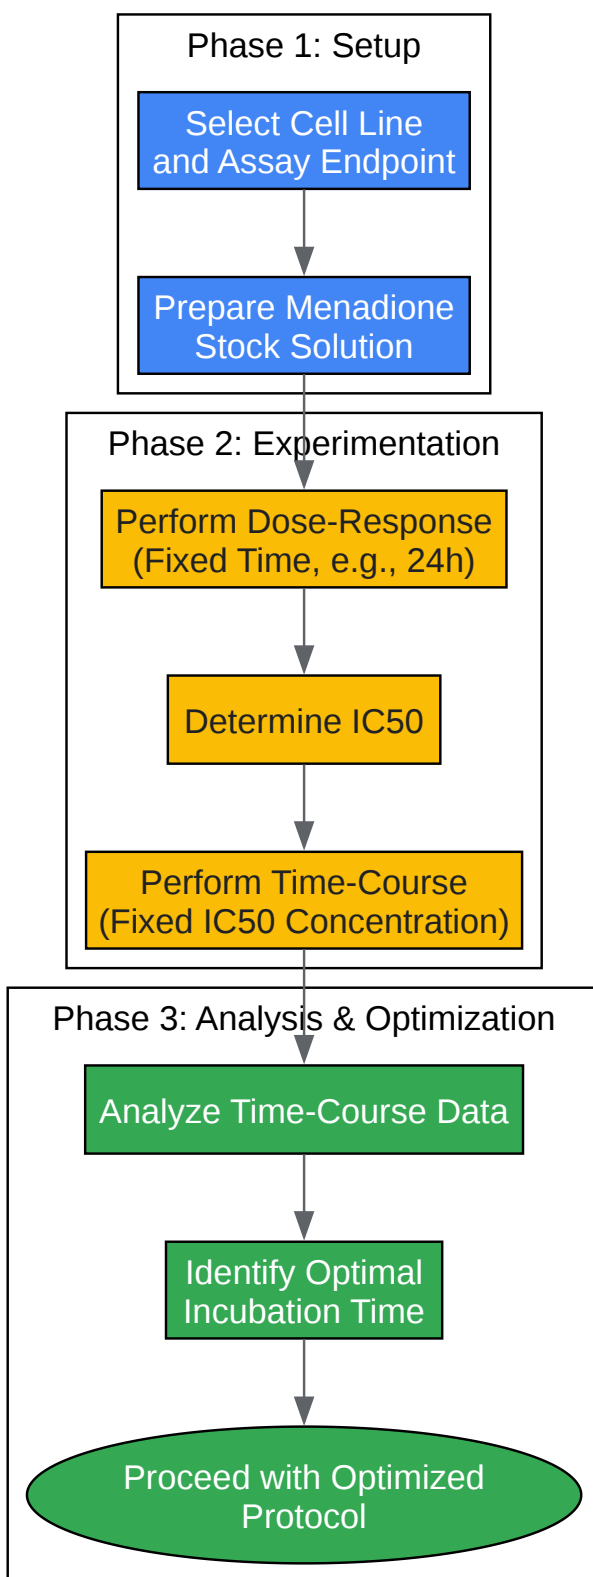 Phase 1: Setup
Select Cell Line
and Assay Endpoint
Prepare Menadione
Stock Solution
Phase 2: Experimentation
Perform Dose-Response
(Fixed Time, e.g., 24h)
Determine IC50
Perform Time-Course
(Fixed IC50 Concentration)
Phase 3: Analysis & Optimization
Analyze Time-Course Data
Identify Optimal
Incubation Time
Proceed with Optimized
Protocol